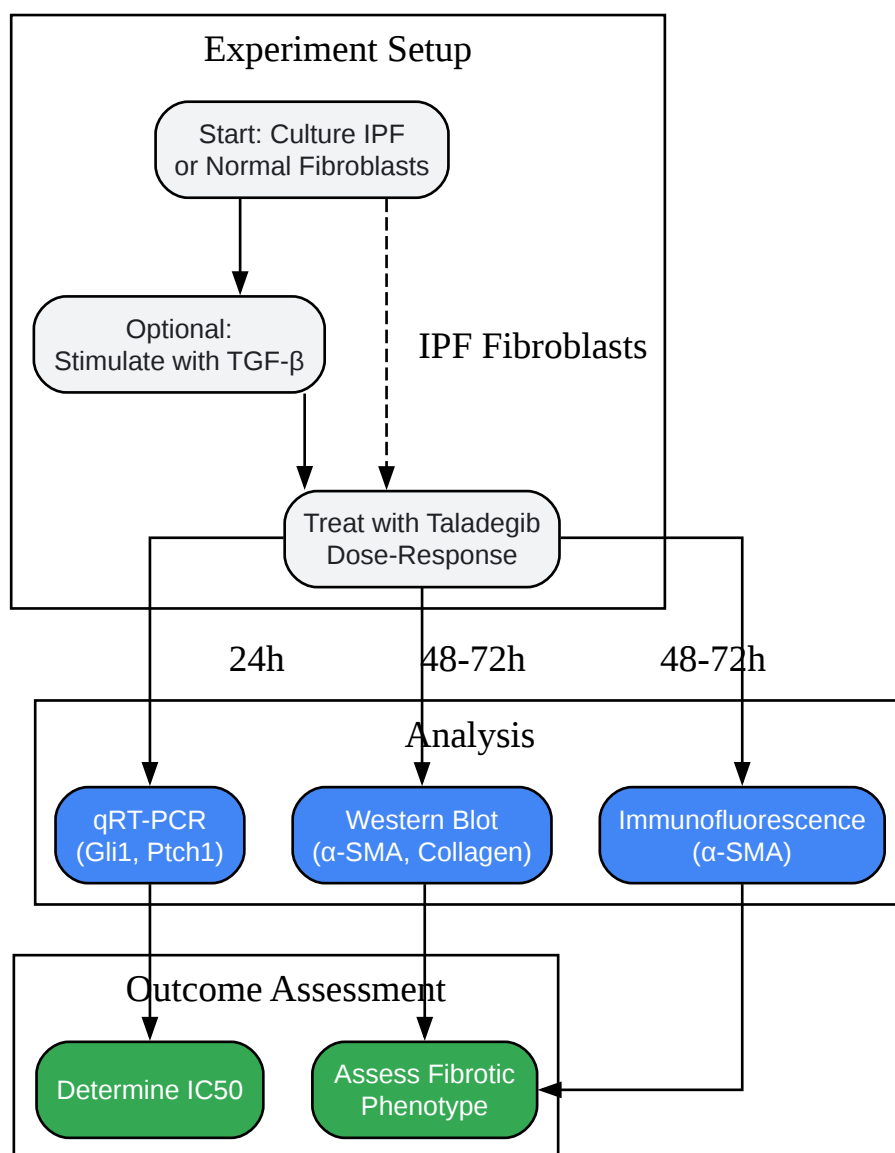 Experiment Setup
Start: Culture IPF
or Normal Fibroblasts
Optional:
Stimulate with TGF-β
IPF Fibroblasts
Treat with Taladegib
Dose-Response
24h
48-72h
48-72h
Analysis
qRT-PCR
(Gli1, Ptch1)
Western Blot
(α-SMA, Collagen)
Immunofluorescence
(α-SMA)
Outcome Assessment
Determine IC50
Assess Fibrotic
Phenotype